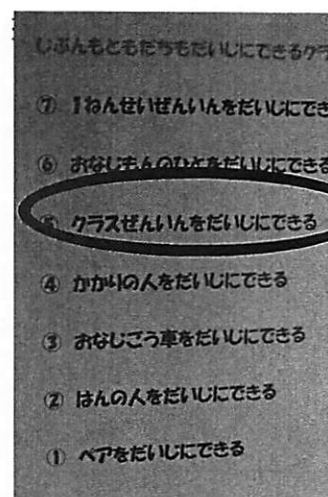 じぶんもともだちもだいじにできるクラ
⑦ 1ねんせいぜんいんをだいじにでき
⑥ おなじもんのひとをだいじにできる
⑤ クラスぜんいんをだいじにできる
④ かかりの人をだいじにできる
③ おなじごう車をだいじにできる
② はんの人をだいじにできる
① ペアをだいじにできる